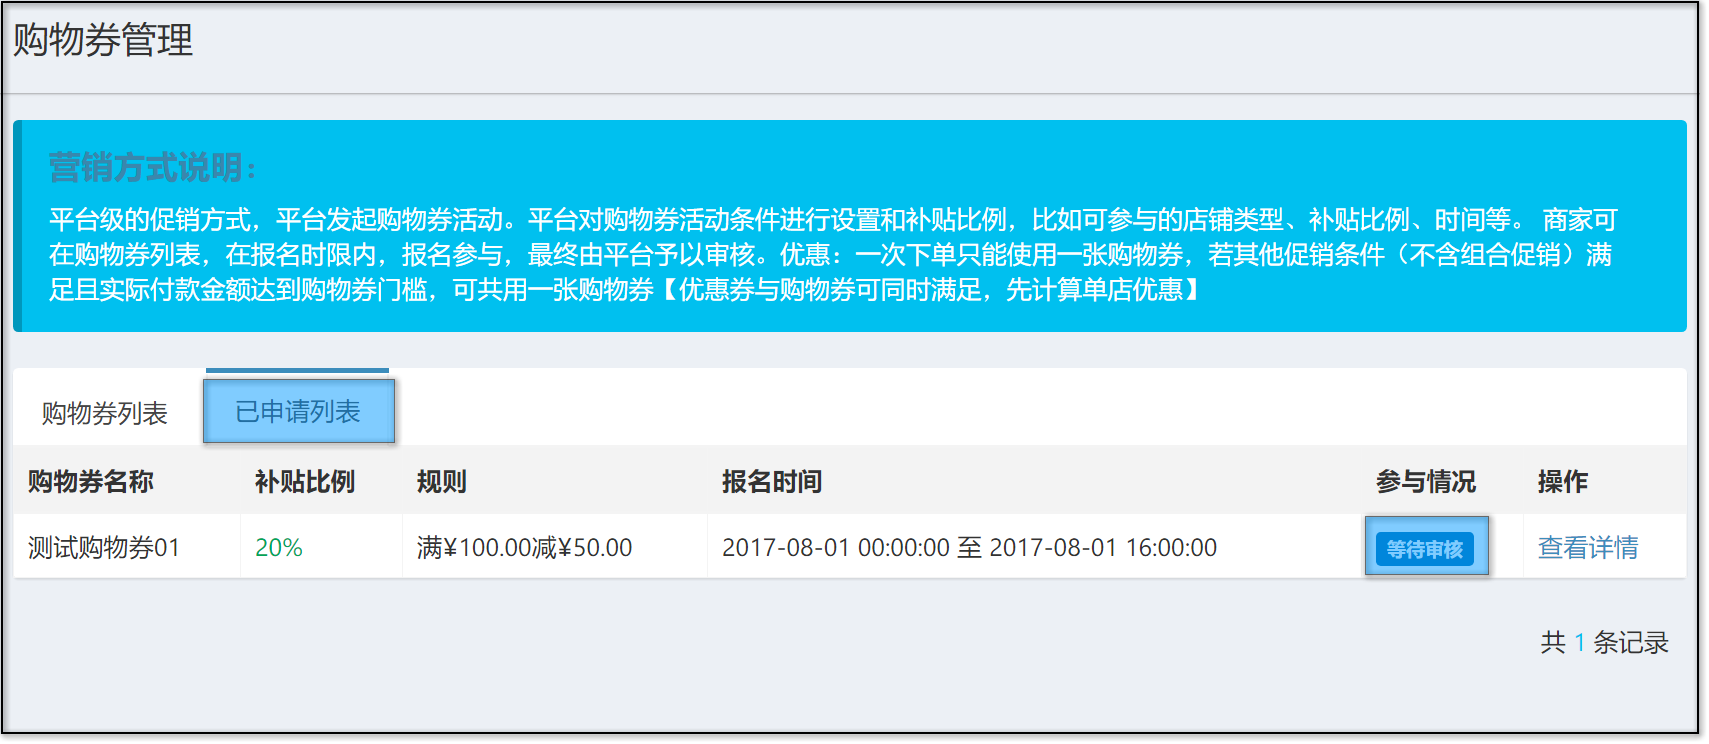 购物券管理
营销方式说明：
平台级的促销方式，平台发起购物券活动。平台对购物券活动条件进行设置和补贴比例，比如可参与的店铺类型、补贴比例、时间等。 商家可
在购物券列表，在报名时限内，报名参与，最终由平台予以审核。优惠：一次下单只能使用一张购物券，若其他促销条件（不含组合促销）满
足且实际付款金额达到购物券门槛，可共用一张购物券【优惠券与购物券可同时满足，先计算单店优惠】
购物券列表 已申请列表
购物券名称 补贴比例 规则 报名时间 参与情况 操作
测试购物券01 20% 满¥100.00减¥50.00 2017-08-01 00:00:00 至 2017-08-01 16:00:00 等待审核 查看详情
共 1 条记录